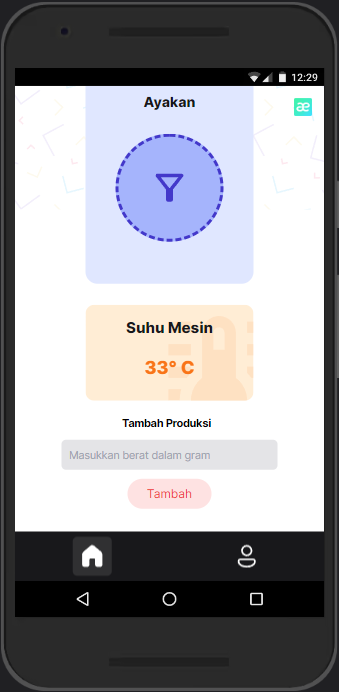 12:29
Ayakan
æ
Suhu Mesin
33° C
Tambah Produksi
Masukkan berat dalam gram
Tambah